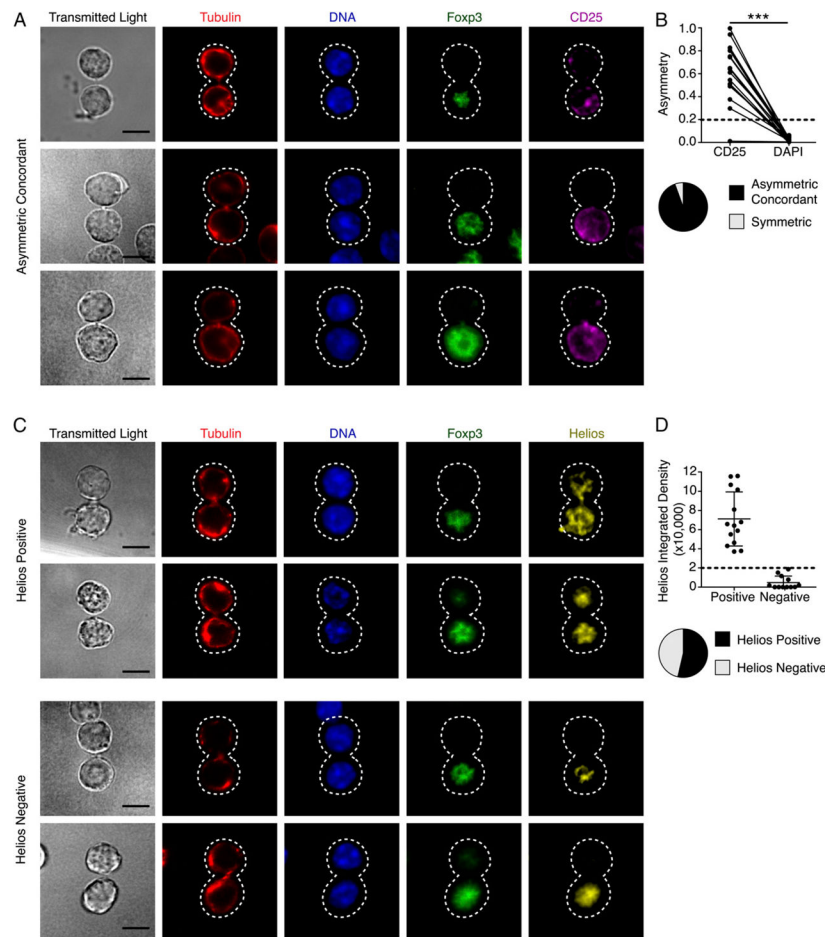 A
Transmitted Light
Tubulin
DNA
Foxp3
CD25
Asymmetric Concordant
B
***
Asymmetry
1.0
0.8
0.6
0.4
0.2
0.0
CD25
DAPI
Asymmetric
Concordant
Symmetric
C
Transmitted Light
Tubulin
DNA
Foxp3
Helios
Helios Positive
Helios Negative
D
Helios Integrated Density
(x10,000)
12
10
8
6
4
2
0
Positive
Negative
Helios Positive
Helios Negative